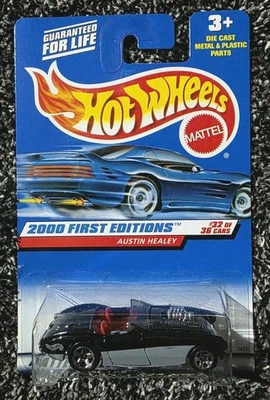 GUARANTEED
FOR LIFE
3+
DIE CAST
METAL & PLASTIC
PARTS
HOT WHEELS
MATTEL
2000 FIRST EDITIONS™
#32 OF
36 CARS
AUSTIN HEALEY